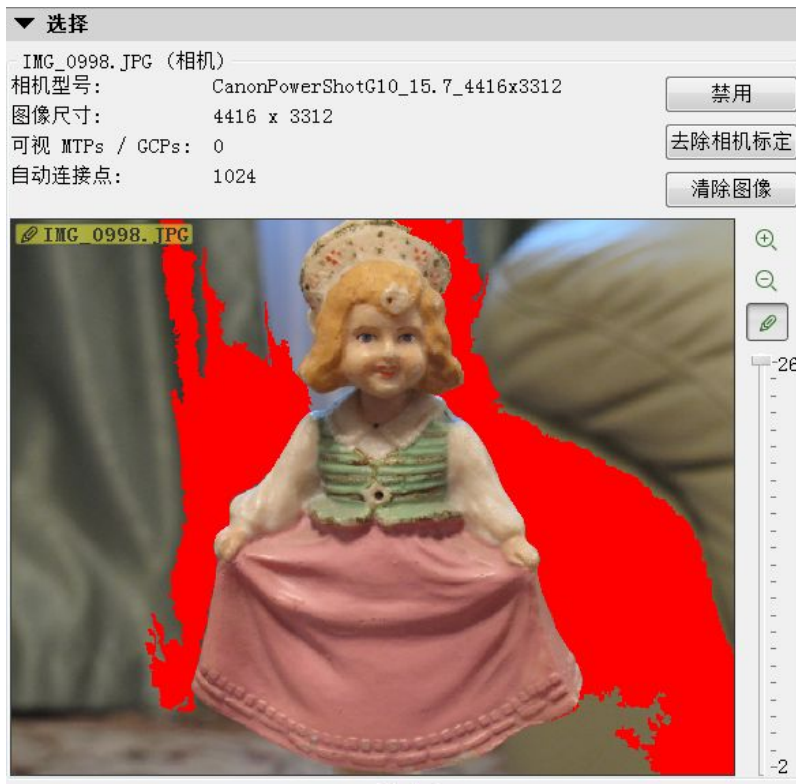 ▼ 选择
IMG_0998.JPG (相机)
相机型号: CanonPowerShotG10_15.7_4416x3312
图像尺寸: 4416 x 3312
可视 MTPs / GCPs: 0
自动连接点: 1024
禁用
去除相机标定
清除图像
IMG_0998.JPG
26
-2